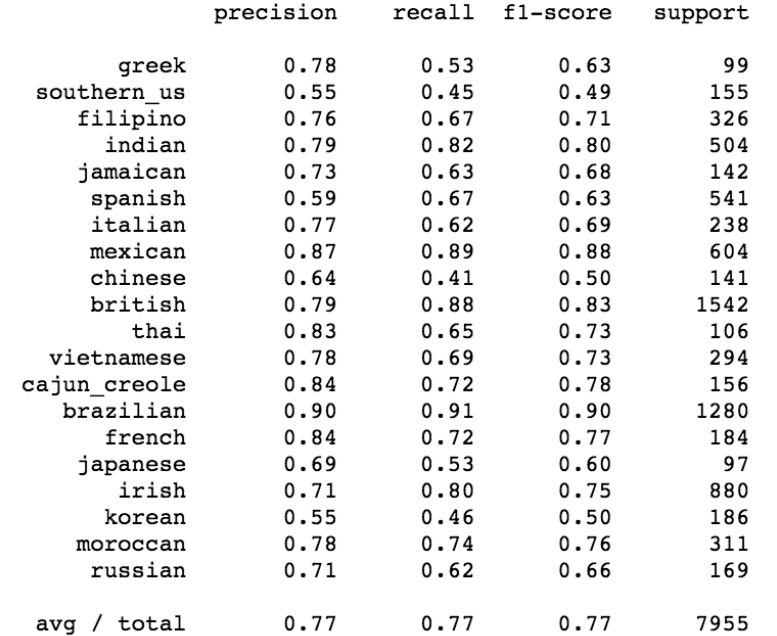 precision recall f1-score support
greek 0.78 0.53 0.63 99
southern_us 0.55 0.45 0.49 155
filipino 0.76 0.67 0.71 326
indian 0.79 0.82 0.80 504
jamaican 0.73 0.63 0.68 142
spanish 0.59 0.67 0.63 541
italian 0.77 0.62 0.69 238
mexican 0.87 0.89 0.88 604
chinese 0.64 0.41 0.50 141
british 0.79 0.88 0.83 1542
thai 0.83 0.65 0.73 106
vietnamese 0.78 0.69 0.73 294
cajun_creole 0.84 0.72 0.78 156
brazilian 0.90 0.91 0.90 1280
french 0.84 0.72 0.77 184
japanese 0.69 0.53 0.60 97
irish 0.71 0.80 0.75 880
korean 0.55 0.46 0.50 186
moroccan 0.78 0.74 0.76 311
russian 0.71 0.62 0.66 169
avg / total 0.77 0.77 0.77 7955